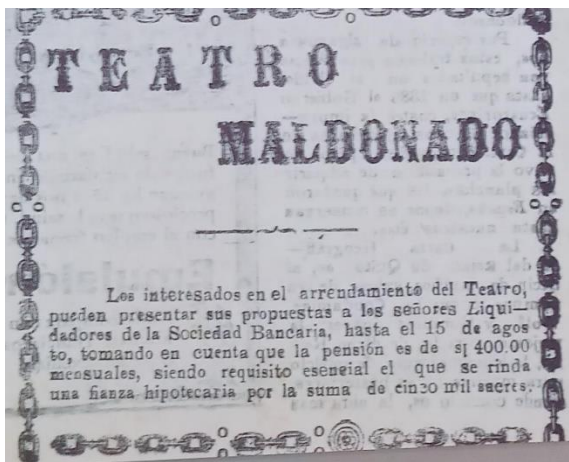 TEATRO
MALDONADO
Los interesados en el arrendamiento del Teatro,
pueden presentar sus propuestas a los señores Liqui—
dadores de la Sociedad Bancaria, hasta el 15 de agos
to, tomando en cuenta que la pensión es de s| 400.00
mensuales, siendo requisito esencial el que se rinda
una fianza hipotecaria por la suma de cinco mil sucres.